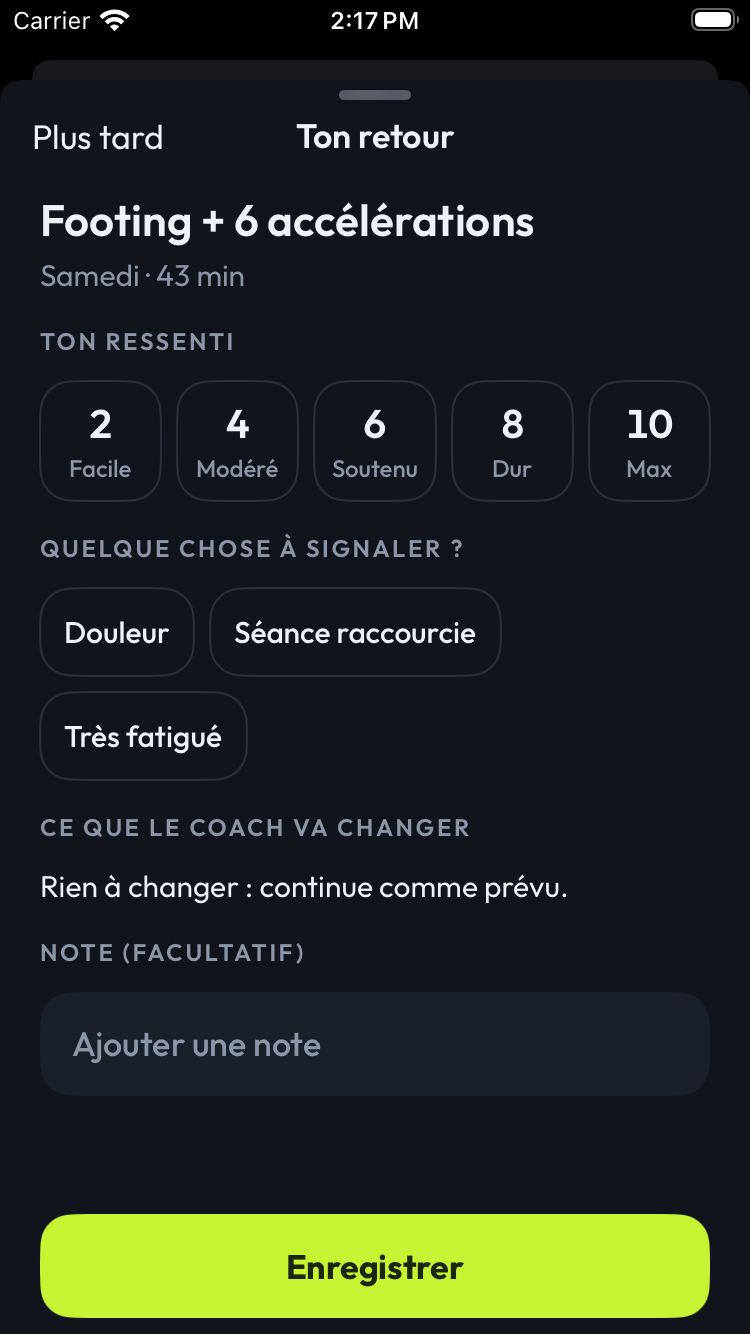 Carrier 2:17 PM
Plus tard Ton retour
Footing + 6 accélérations
Samedi · 43 min
TON RESSENTI
2 4 6 8 10
Facile Modéré Soutenu Dur Max
QUELQUE CHOSE À SIGNALER ?
Douleur Séance raccourcie
Très fatigué
CE QUE LE COACH VA CHANGER
Rien à changer : continue comme prévu.
NOTE (FACULTATIF)
Ajouter une note
Enregistrer